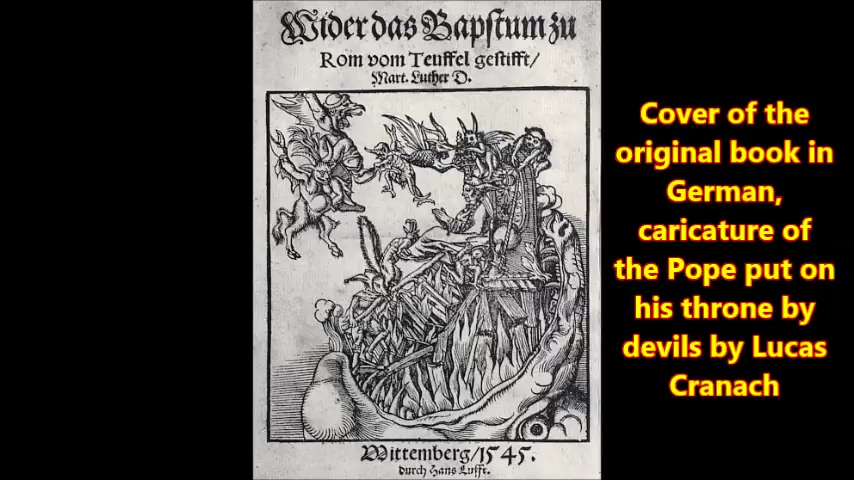 Wider das Bapstum zu
Rom vom Teuffel gestifft/
Mart. Luther D.
Wittemberg/1545.
durch Hans Lufft.
Cover of the
original book in
German,
caricature of
the Pope put on
his throne by
devils by Lucas
Cranach